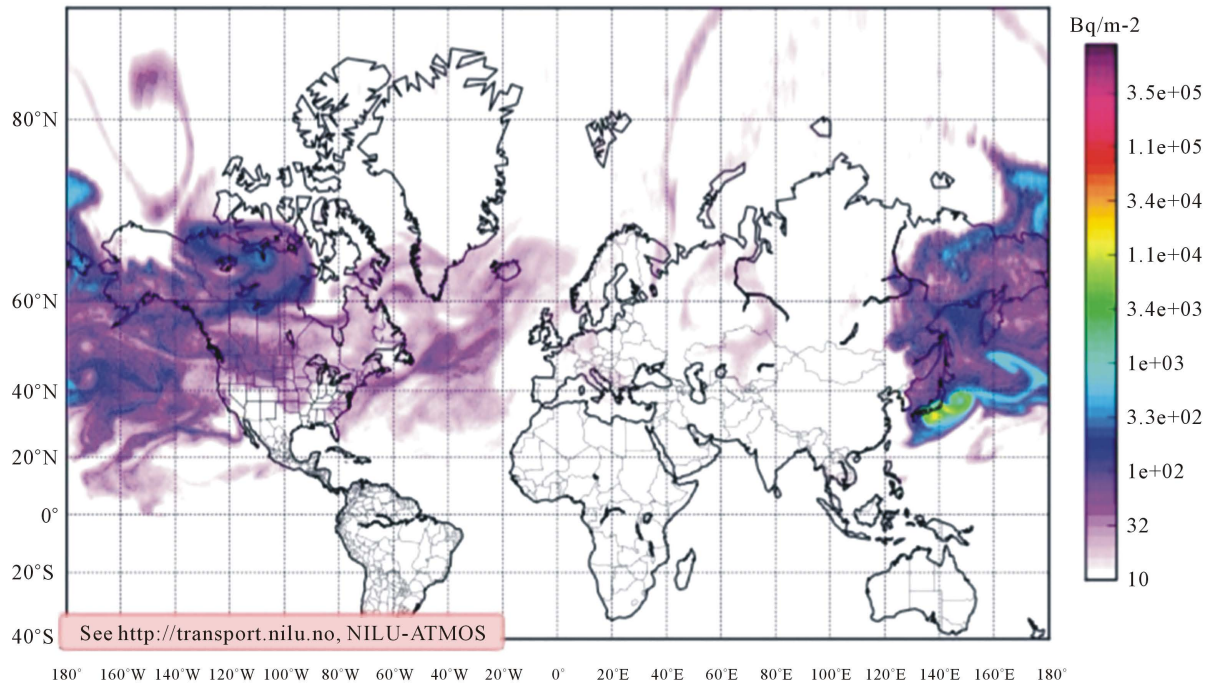 Bq/m-2
3.5e+05
1.1e+05
3.4e+04
1.1e+04
3.4e+03
1e+03
3.3e+02
1e+02
32
10
80°N
60°N
40°N
20°N
0°
20°S
40°S
See http://transport.nilu.no, NILU-ATMOS
180° 160°W 140°W 120°W 100°W 80°W 60°W 40°W 20°W 0° 20°E 40°E 60°E 80°E 100°E 120°E 140°E 160°E 180°